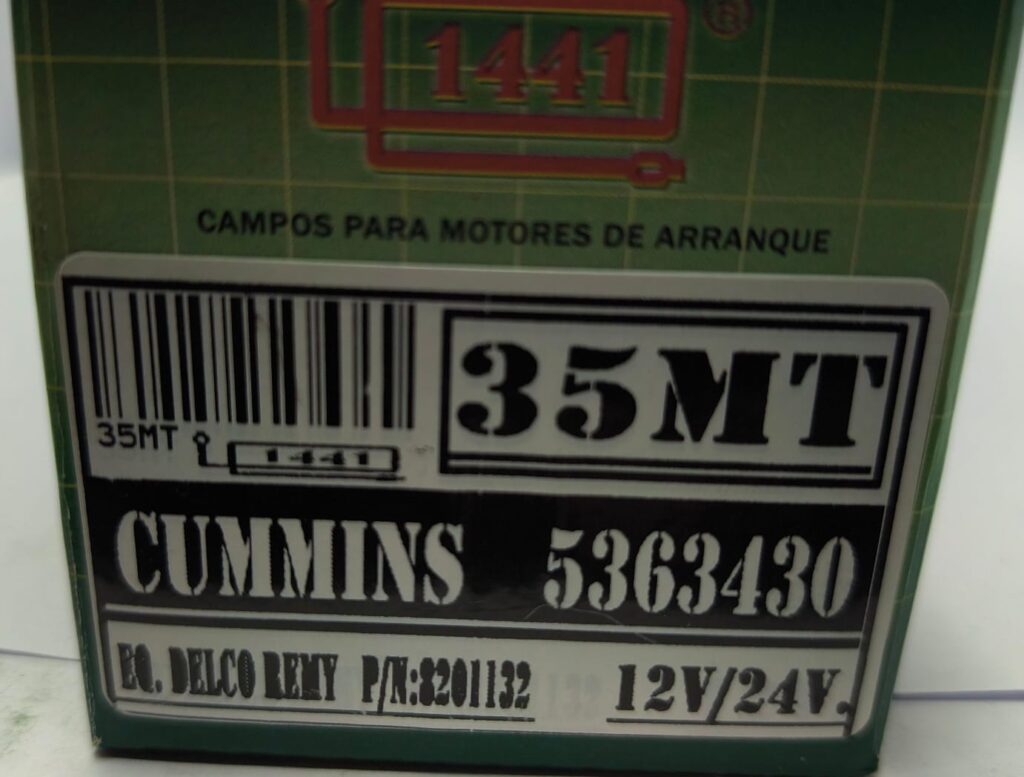 1441 ®
CAMPOS PARA MOTORES DE ARRANQUE
35MT
35MT
1441
CUMMINS 5363430
EQ. DELCO REMY P/N:8201132 12V/24V.